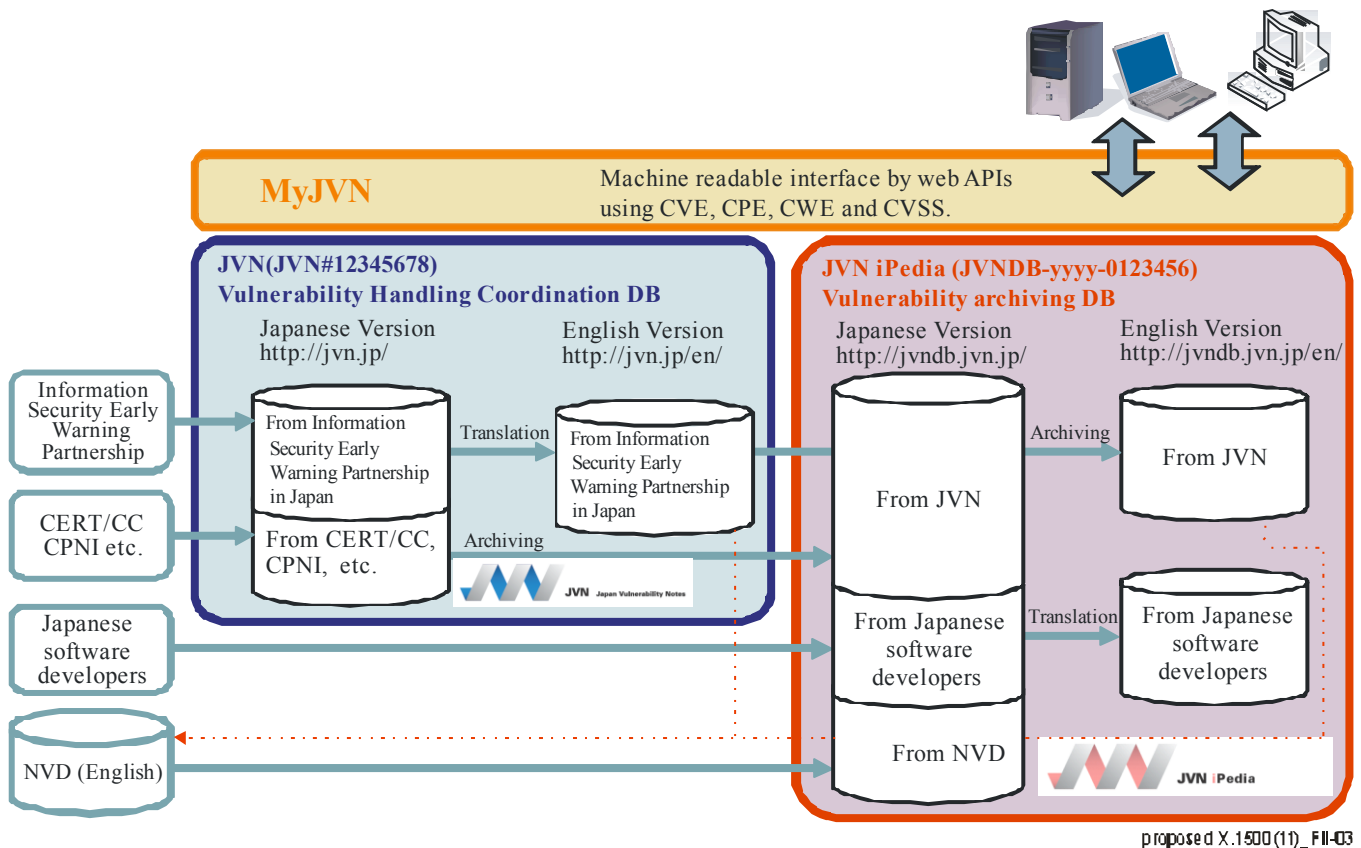 MyJVN
Machine readable interface by web APIs
using CVE, CPE, CWE and CVSS.
JVN(JVN#12345678)
Vulnerability Handling Coordination DB
Japanese Version
http://jvn.jp/
English Version
http://jvn.jp/en/
JVN iPedia (JVNDB-yyyy-0123456)
Vulnerability archiving DB
Japanese Version
http://jvndb.jvn.jp/
English Version
http://jvndb.jvn.jp/en/
Information
Security Early
Warning
Partnership
From Information
Security Early
Warning Partnership
in Japan
Translation
From Information
Security Early
Warning Partnership
in Japan
From JVN
Archiving
From JVN
CERT/CC
CPNI etc.
From CERT/CC,
CPNI, etc.
Archiving
JVN Japan Vulnerability Notes
Japanese
software
developers
From Japanese
software
developers
Translation
From Japanese
software
developers
NVD (English)
From NVD
JVN iPedia
proposed X.1500(11)_FII-03